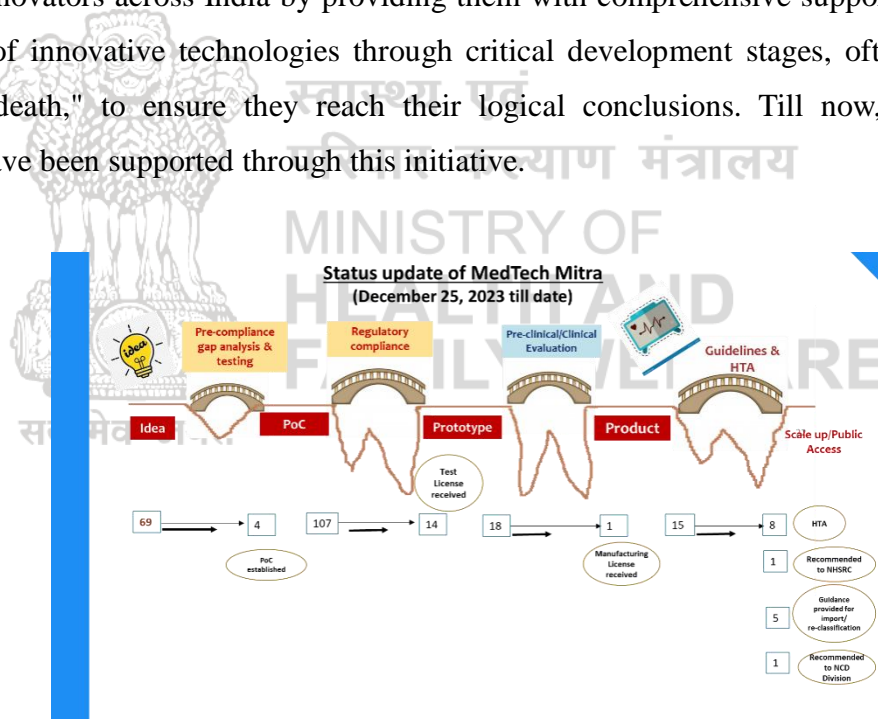 novators across India by providing them with comprehensive suppo
of innovative technologies through critical development stages, oft
death," to ensure they reach their logical conclusions. Till now,
ve been supported through this initiative.
मंत्रालय
MINISTRY OF
Status update of MedTech Mitra
(December 25, 2023 till date)
idea
Pre-compliance
gap analysis &
testing
Regulatory
compliance
Pre-clinical/Clinical
Evaluation
Guidelines &
HTA
Idea
PoC
Prototype
Product
Scale up/Public
Access
Test
License
received
69
4
107
14
18
1
15
8
HTA
PoC
established
Manufacturing
License
received
1
Recommended
to NHSRC
5
Guidance
provided for
import/
re-classification
1
Recommended
to NCD
Division